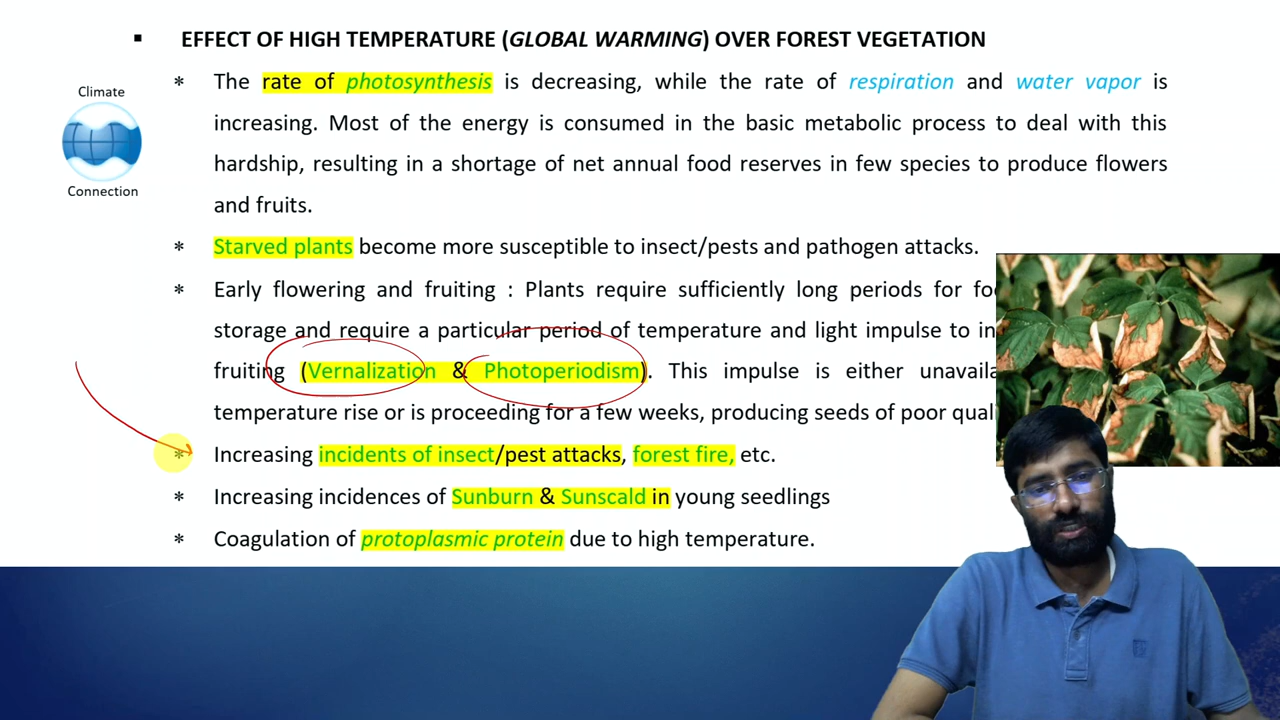 ▪ EFFECT OF HIGH TEMPERATURE (GLOBAL WARMING) OVER FOREST VEGETATION
Climate
Connection
* The rate of photosynthesis is decreasing, while the rate of respiration and water vapor is
increasing. Most of the energy is consumed in the basic metabolic process to deal with this
hardship, resulting in a shortage of net annual food reserves in few species to produce flowers
and fruits.
* Starved plants become more susceptible to insect/pests and pathogen attacks.
* Early flowering and fruiting : Plants require sufficiently long periods for
storage and require a particular period of temperature and light impulse to
fruiting (Vernalization & Photoperiodism). This impulse is either
temperature rise or is proceeding for a few weeks, producing seeds of poor
* Increasing incidents of insect/pest attacks, forest fire, etc.
* Increasing incidences of Sunburn & Sunscald in young seedlings
* Coagulation of protoplasmic protein due to high temperature.